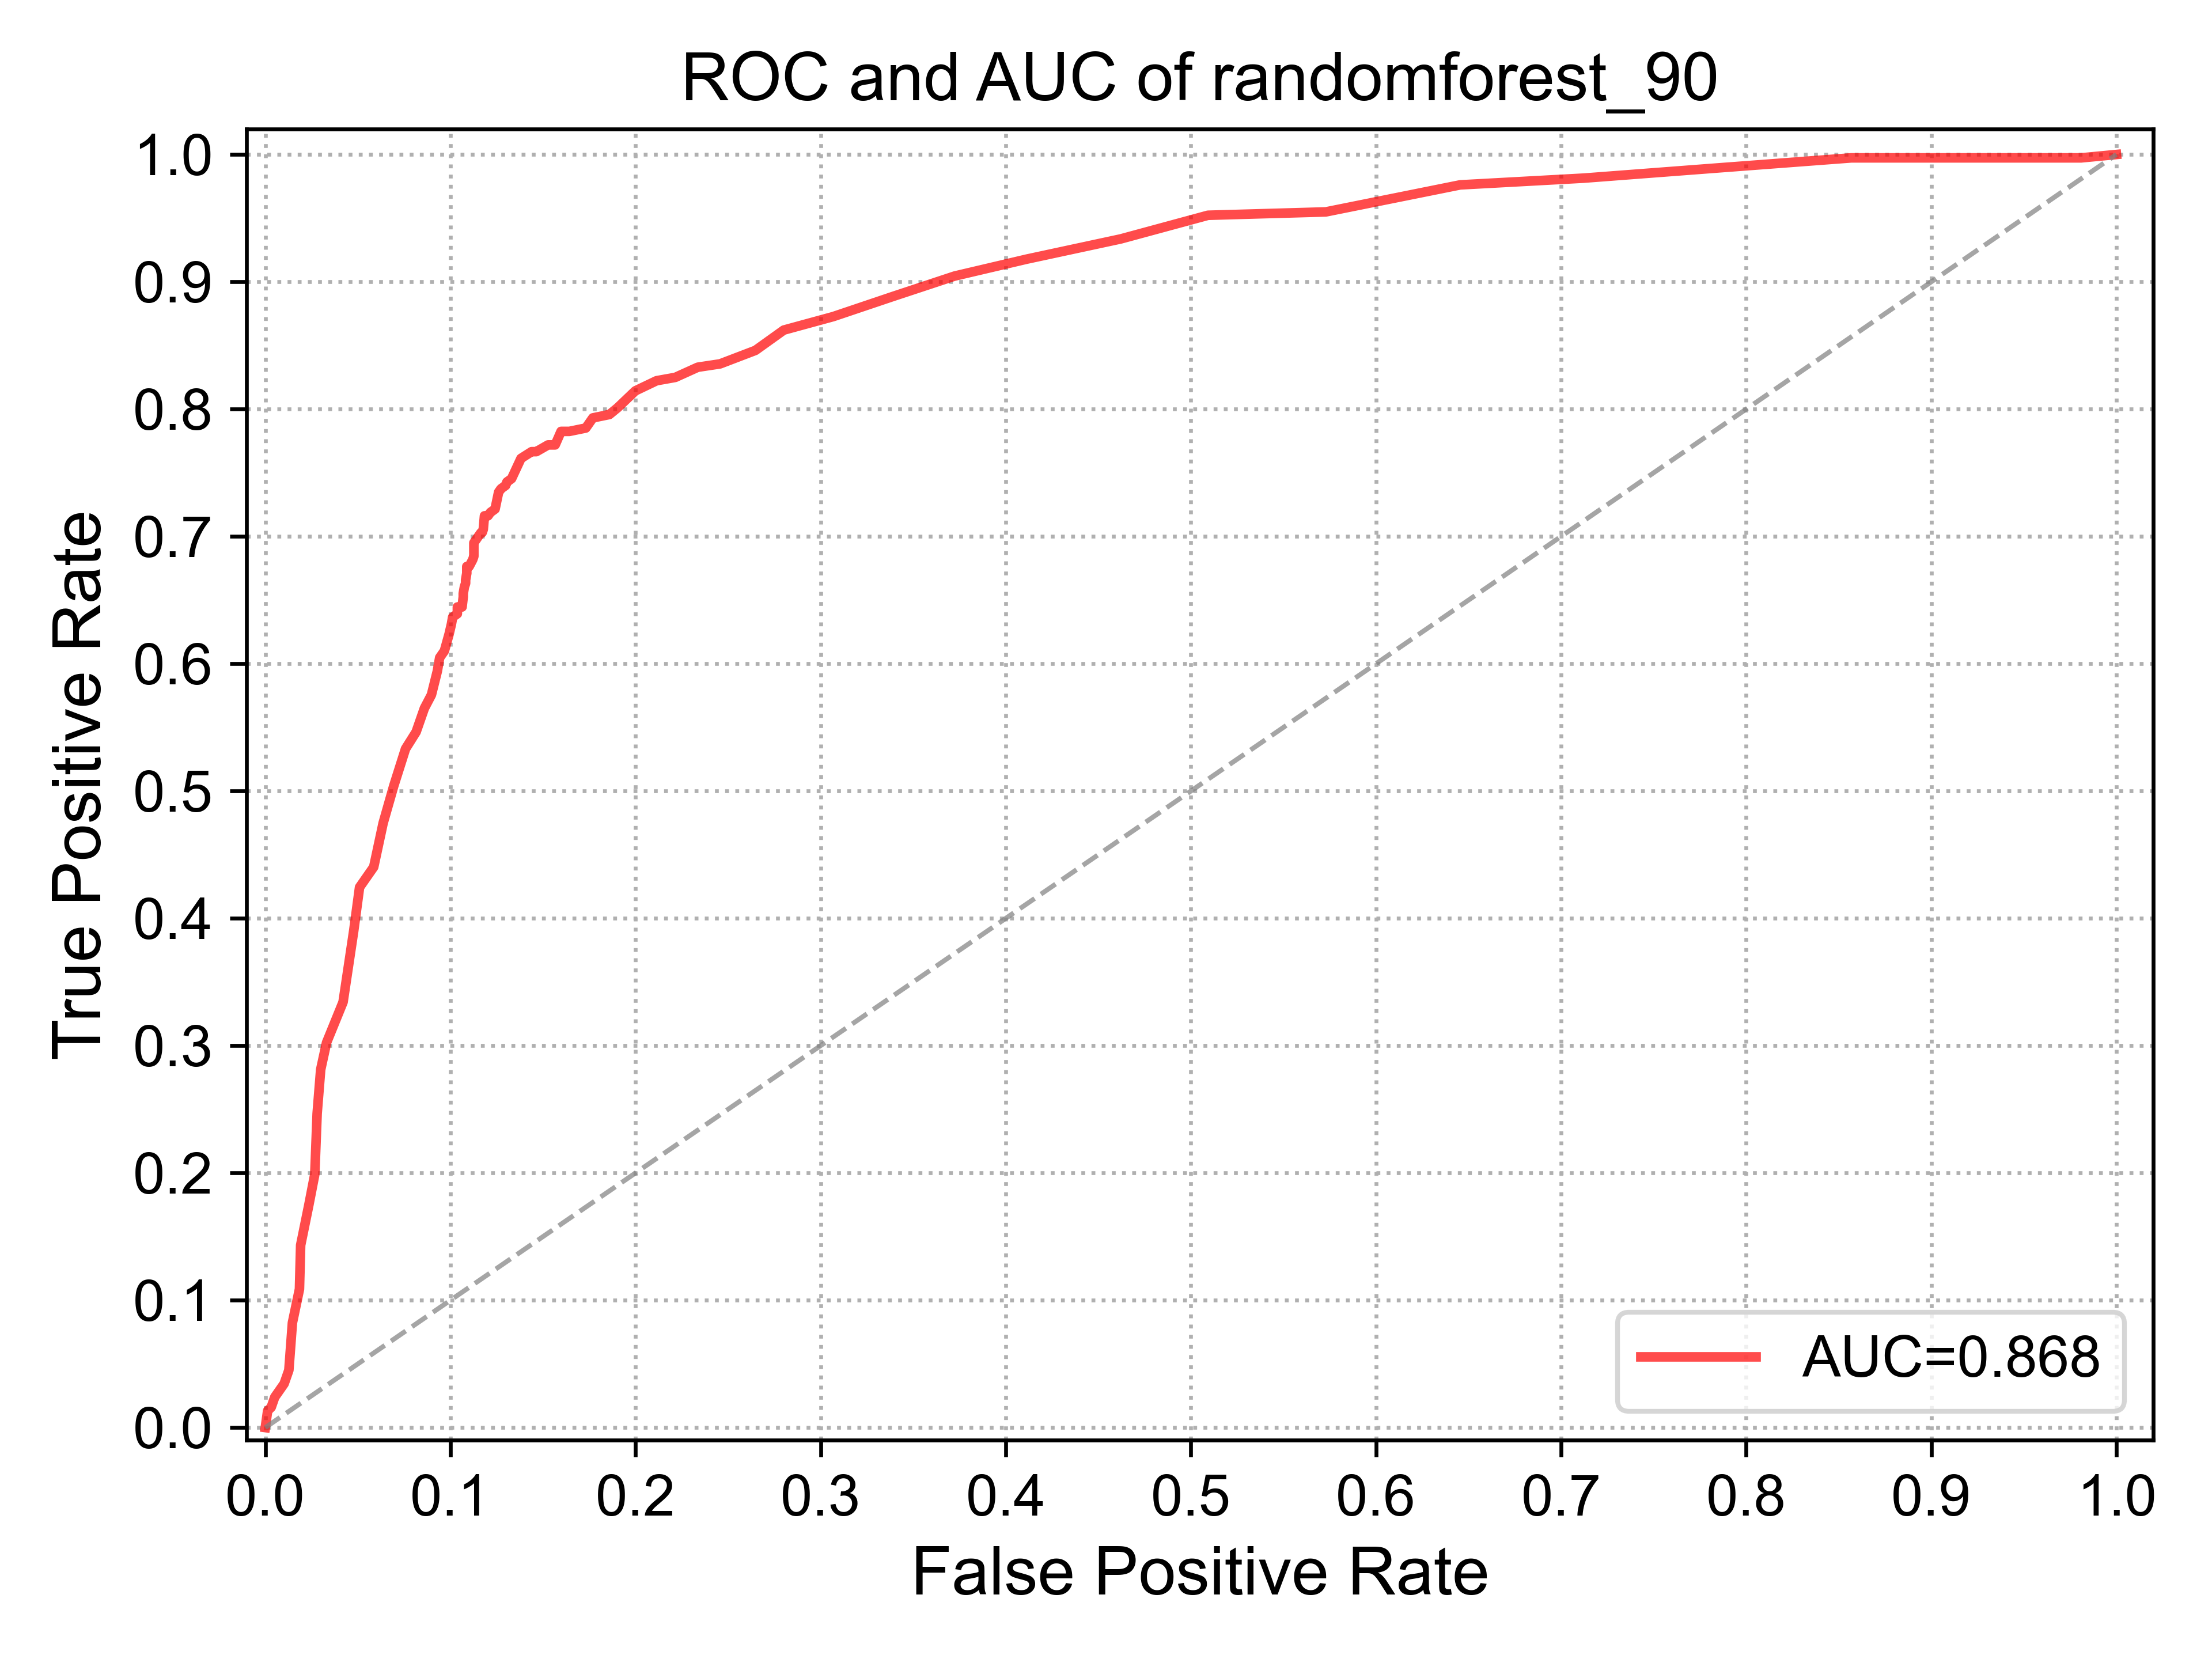 ROC and AUC of randomforest_90
True Positive Rate
1.0
0.9
0.8
0.7
0.6
0.5
0.4
0.3
0.2
0.1
0.0
AUC=0.868
0.0 0.1 0.2 0.3 0.4 0.5 0.6 0.7 0.8 0.9 1.0
False Positive Rate